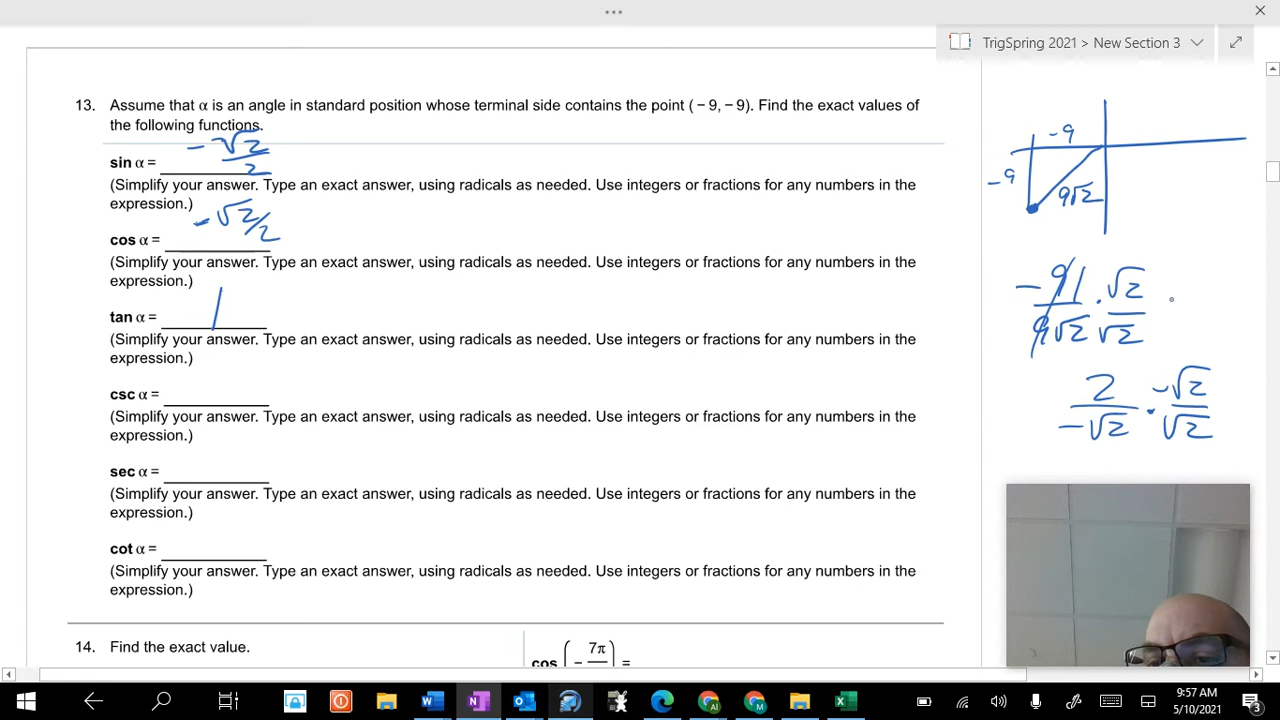 TrigSpring 2021 > New Section 3
13. Assume that α is an angle in standard position whose terminal side contains the point (−9, −9). Find the exact values of
the following functions.
sin α = -√2/2
(Simplify your answer. Type an exact answer, using radicals as needed. Use integers or fractions for any numbers in the
expression.)
cos α = -√2/2
(Simplify your answer. Type an exact answer, using radicals as needed. Use integers or fractions for any numbers in the
expression.)
tan α = 1
(Simplify your answer. Type an exact answer, using radicals as needed. Use integers or fractions for any numbers in the
expression.)
csc α =
(Simplify your answer. Type an exact answer, using radicals as needed. Use integers or fractions for any numbers in the
expression.)
sec α =
(Simplify your answer. Type an exact answer, using radicals as needed. Use integers or fractions for any numbers in the
expression.)
cot α =
(Simplify your answer. Type an exact answer, using radicals as needed. Use integers or fractions for any numbers in the
expression.)
14. Find the exact value.
cos (− 7π
=
-9
-9
9√2
-9 1 / 9√2 · √2/√2
2/-√2 · -√2/√2
9:57 AM
5/10/2021
3